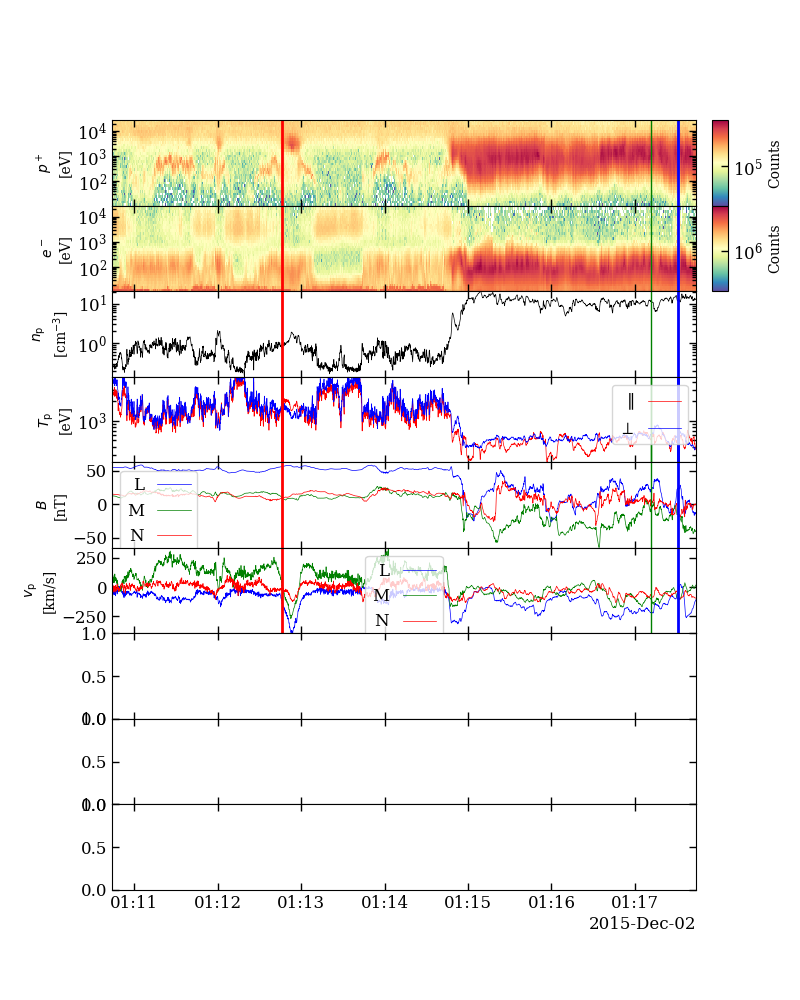 10⁴
10³
10²
p⁺
[eV]
10⁵
Counts
10⁴
10³
10²
e⁻
[eV]
10⁶
Counts
10¹
10⁰
nₚ
[cm⁻³]
10³
Tₚ
[eV]
∥
⊥
50
0
−50
B
[nT]
L
M
N
250
0
−250
vₚ
[km/s]
L
M
N
1.0
0.5
0.0
1.0
0.5
0.0
1.0
0.5
0.0
01:11 01:12 01:13 01:14 01:15 01:16 01:17
2015-Dec-02